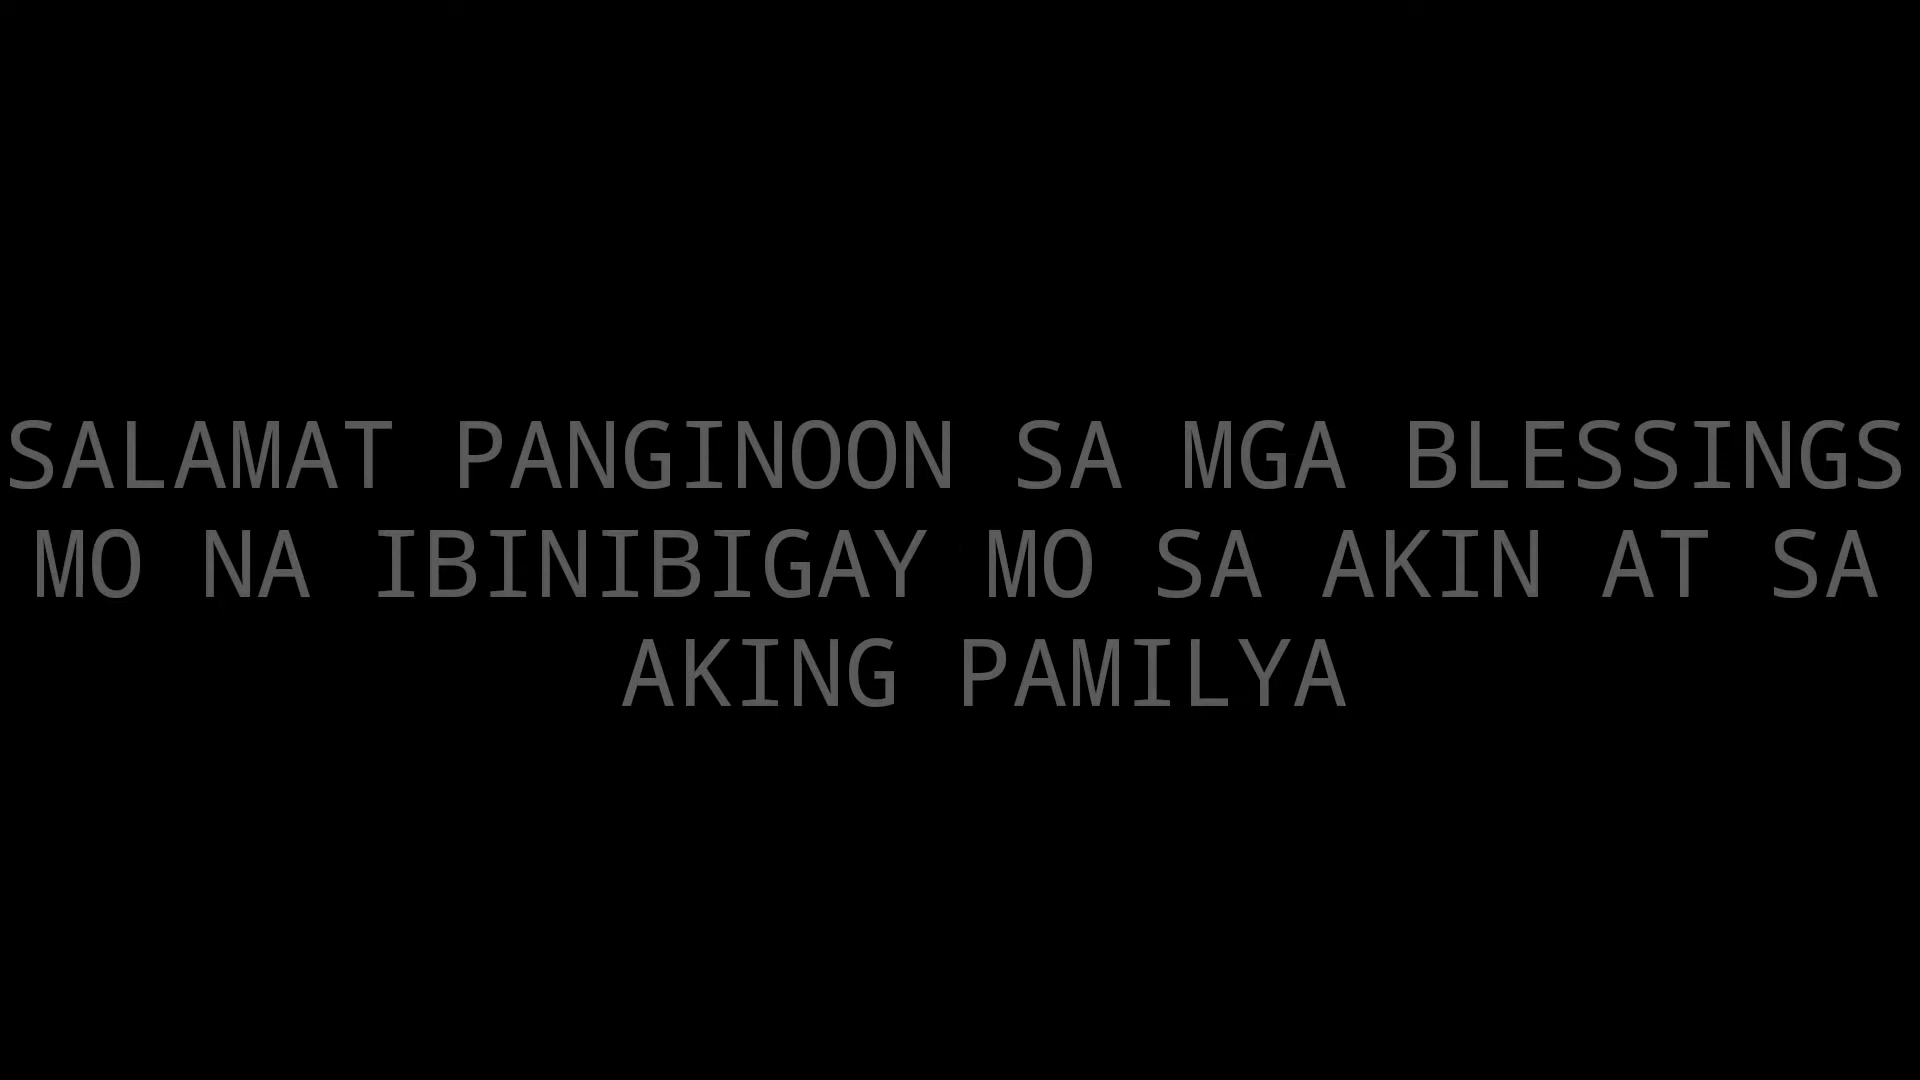 SALAMAT PANGINOON SA MGA BLESSINGS
MO NA IBINIBIGAY MO SA AKIN AT SA
AKING PAMILYA